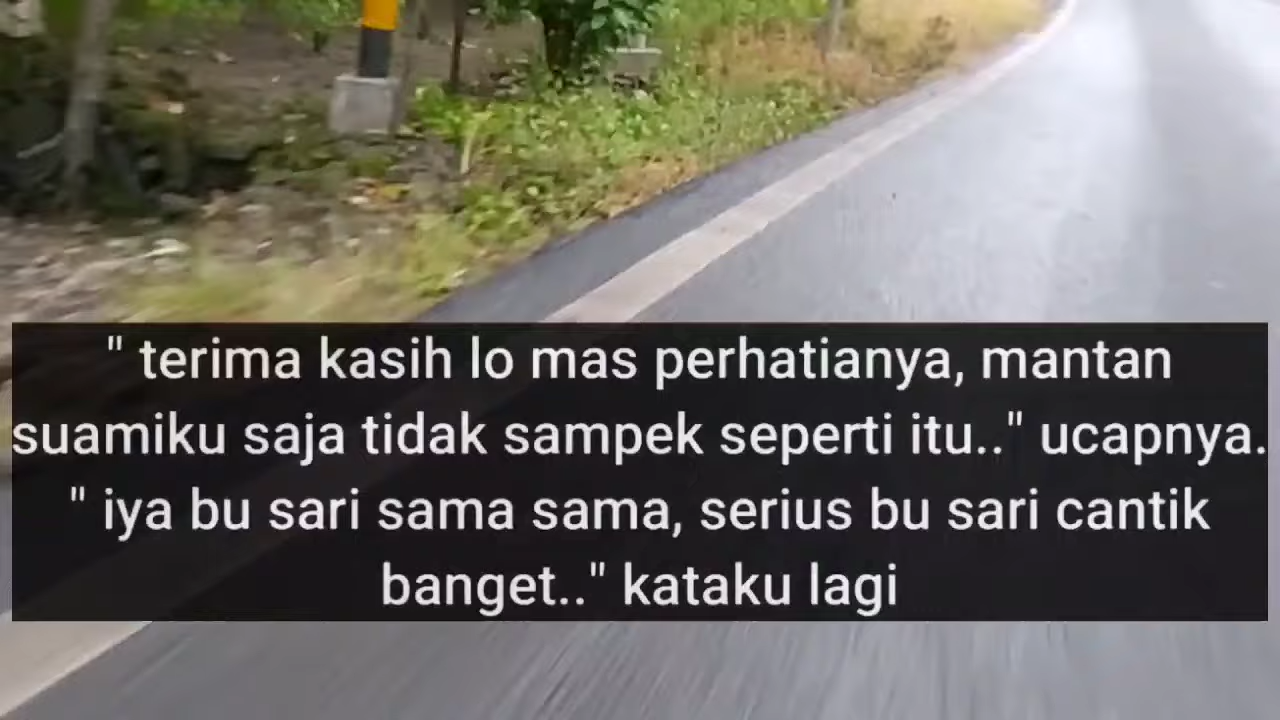 " terima kasih lo mas perhatianya, mantan
suamiku saja tidak sampek seperti itu.." ucapnya.
" iya bu sari sama sama, serius bu sari cantik
banget.." kataku lagi